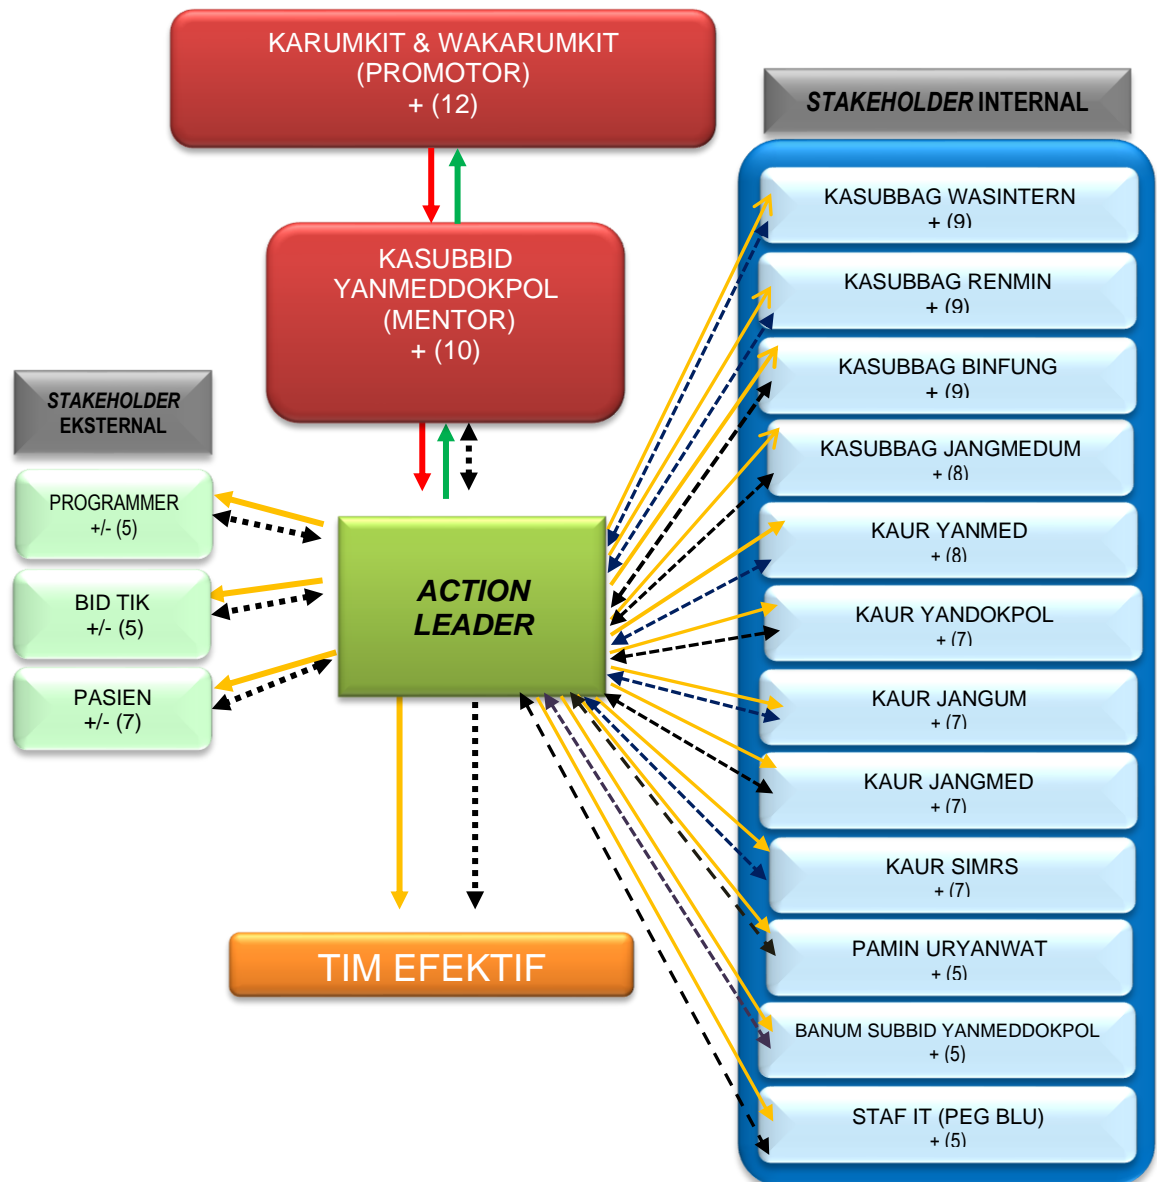 KARUMKIT & WAKARUMKIT
(PROMOTOR)
+ (12)
KASUBBID
YANMEDDOKPOL
(MENTOR)
+ (10)
STAKEHOLDER
EKSTERNAL
PROGRAMMER
+/- (5)
BID TIK
+/- (5)
PASIEN
+/- (7)
ACTION
LEADER
TIM EFEKTIF
STAKEHOLDER INTERNAL
KASUBBAG WASINTERN
+ (9)
KASUBBAG RENMIN
+ (9)
KASUBBAG BINFUNG
+ (9)
KASUBBAG JANGMEDUM
+ (8)
KAUR YANMED
+ (8)
KAUR YANDOKPOL
+ (7)
KAUR JANGUM
+ (7)
KAUR JANGMED
+ (7)
KAUR SIMRS
+ (7)
PAMIN URYANWAT
+ (5)
BANUM SUBBID YANMEDDOKPOL
+ (5)
STAF IT (PEG BLU)
+ (5)